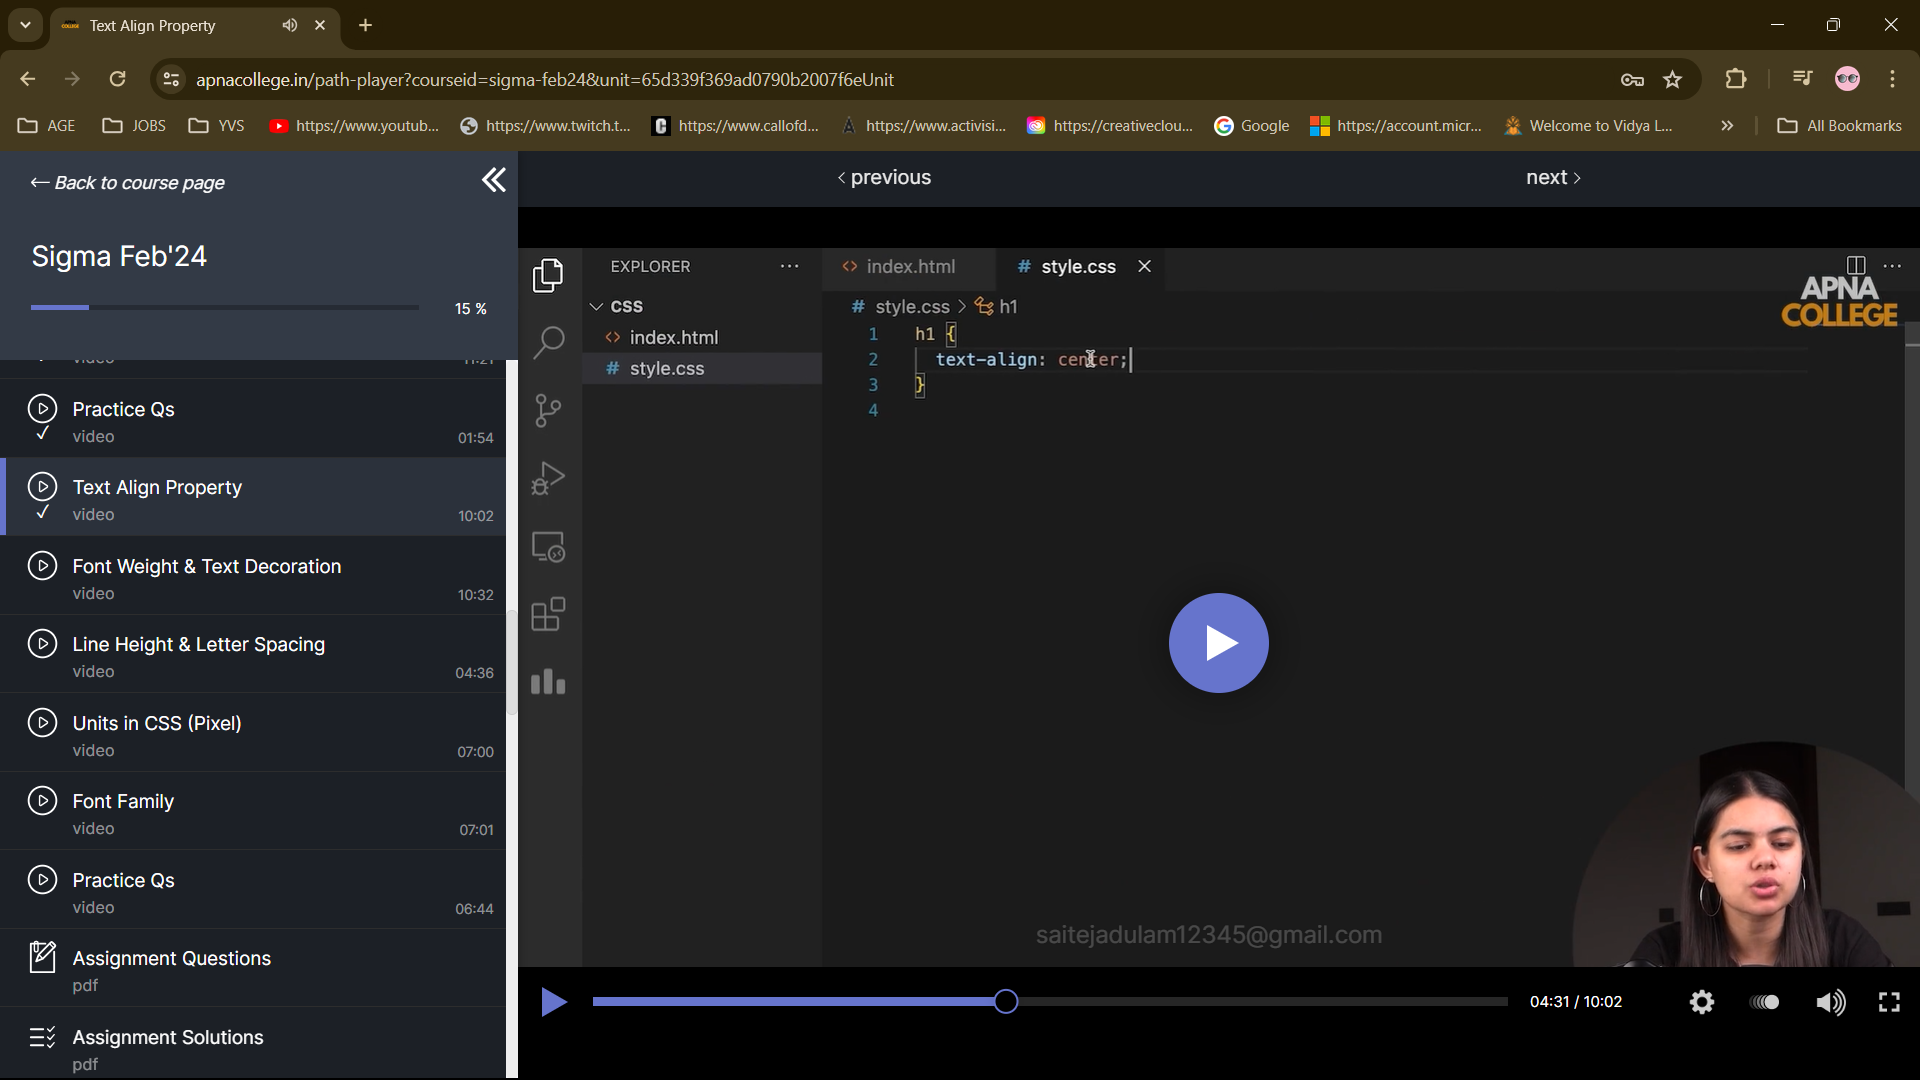 Text Align Property
apnacollege.in/path-player?courseid=sigma-feb24&unit=65d339f369ad0790b2007f6eUnit
AGE
JOBS
YVS
https://www.youtub...
https://www.twitch.t...
https://www.callofd...
https://www.activisi...
https://creativeclou...
Google
https://account.micr...
Welcome to Vidya L...
»
All Bookmarks
← Back to course page
‹ previous
next ›
Sigma Feb'24
15 %
video
11:21
Practice Qs
video
01:54
Text Align Property
video
10:02
Font Weight & Text Decoration
video
10:32
Line Height & Letter Spacing
video
04:36
Units in CSS (Pixel)
video
07:00
Font Family
video
07:01
Practice Qs
video
06:44
Assignment Questions
pdf
Assignment Solutions
pdf
EXPLORER
CSS
<> index.html
# style.css
<> index.html
# style.css
# style.css > h1
1 h1 {
2 text-align: center;
3 }
4
APNA
COLLEGE
saitejadulam12345@gmail.com
04:31 / 10:02